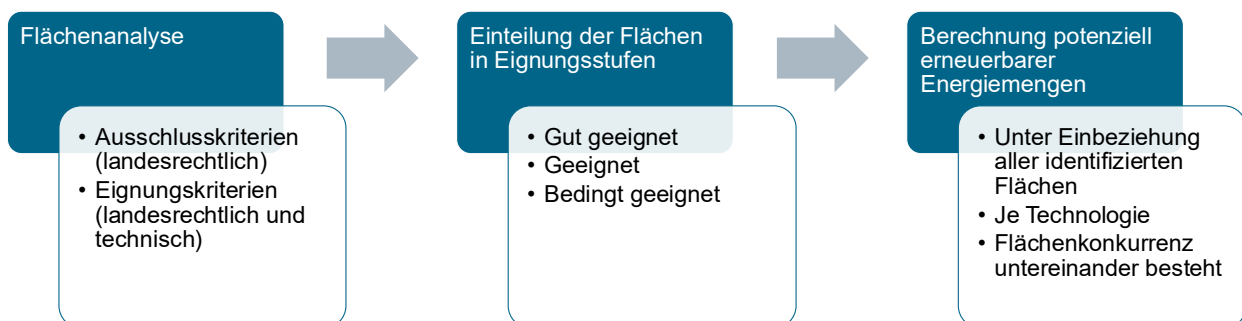 Flächenanalyse
• Ausschlusskriterien
(landesrechtlich)
• Eignungskriterien
(landesrechtlich und
technisch)
Einteilung der Flächen
in Eignungsstufen
• Gut geeignet
• Geeignet
• Bedingt geeignet
Berechnung potenziell
erneuerbarer
Energiemengen
• Unter Einbeziehung
aller identifizierten
Flächen
• Je Technologie
• Flächenkonkurrenz
untereinander besteht